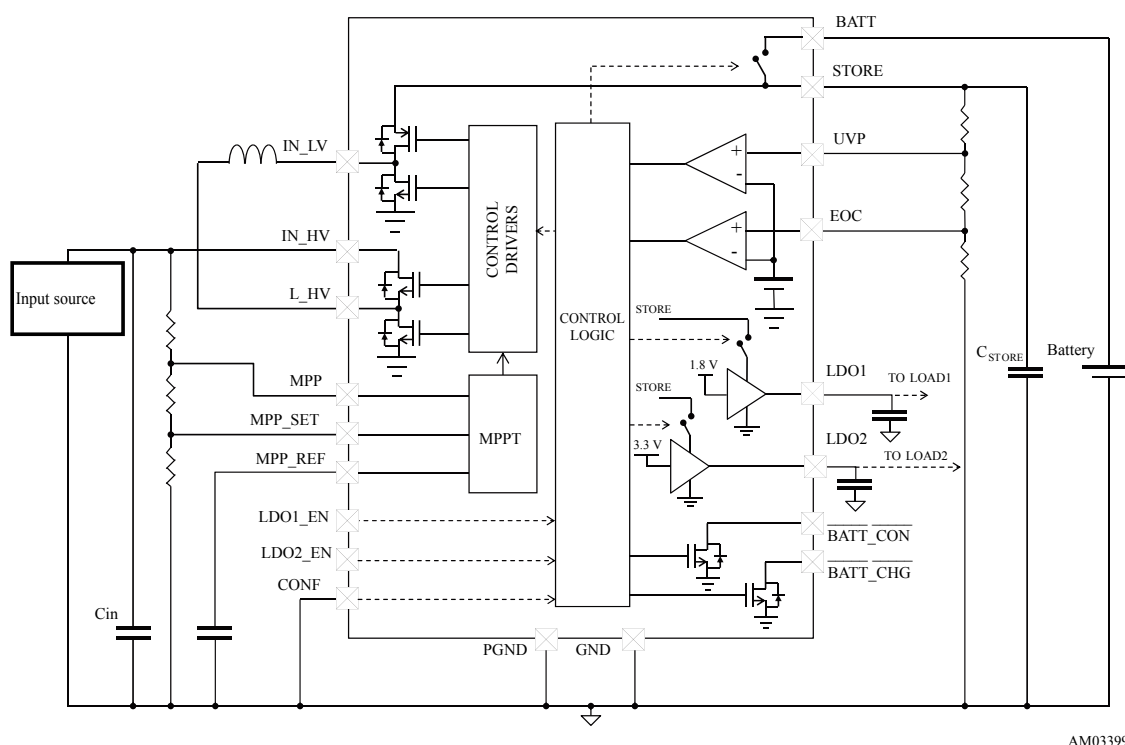 BATT
STORE
UVP
EOC
IN_LV
IN_HV
L_HV
Input source
CONTROL
DRIVERS
CONTROL
LOGIC
STORE
STORE
1.8 V
3.3 V
LDO1
TO LOAD1
LDO2
TO LOAD2
C STORE
Battery
MPP
MPP_SET
MPP_REF
MPPT
LDO1_EN
LDO2_EN
CONF
BATT_CON
BATT_CHG
Cin
PGND
GND
+
-
+
-
AM03399